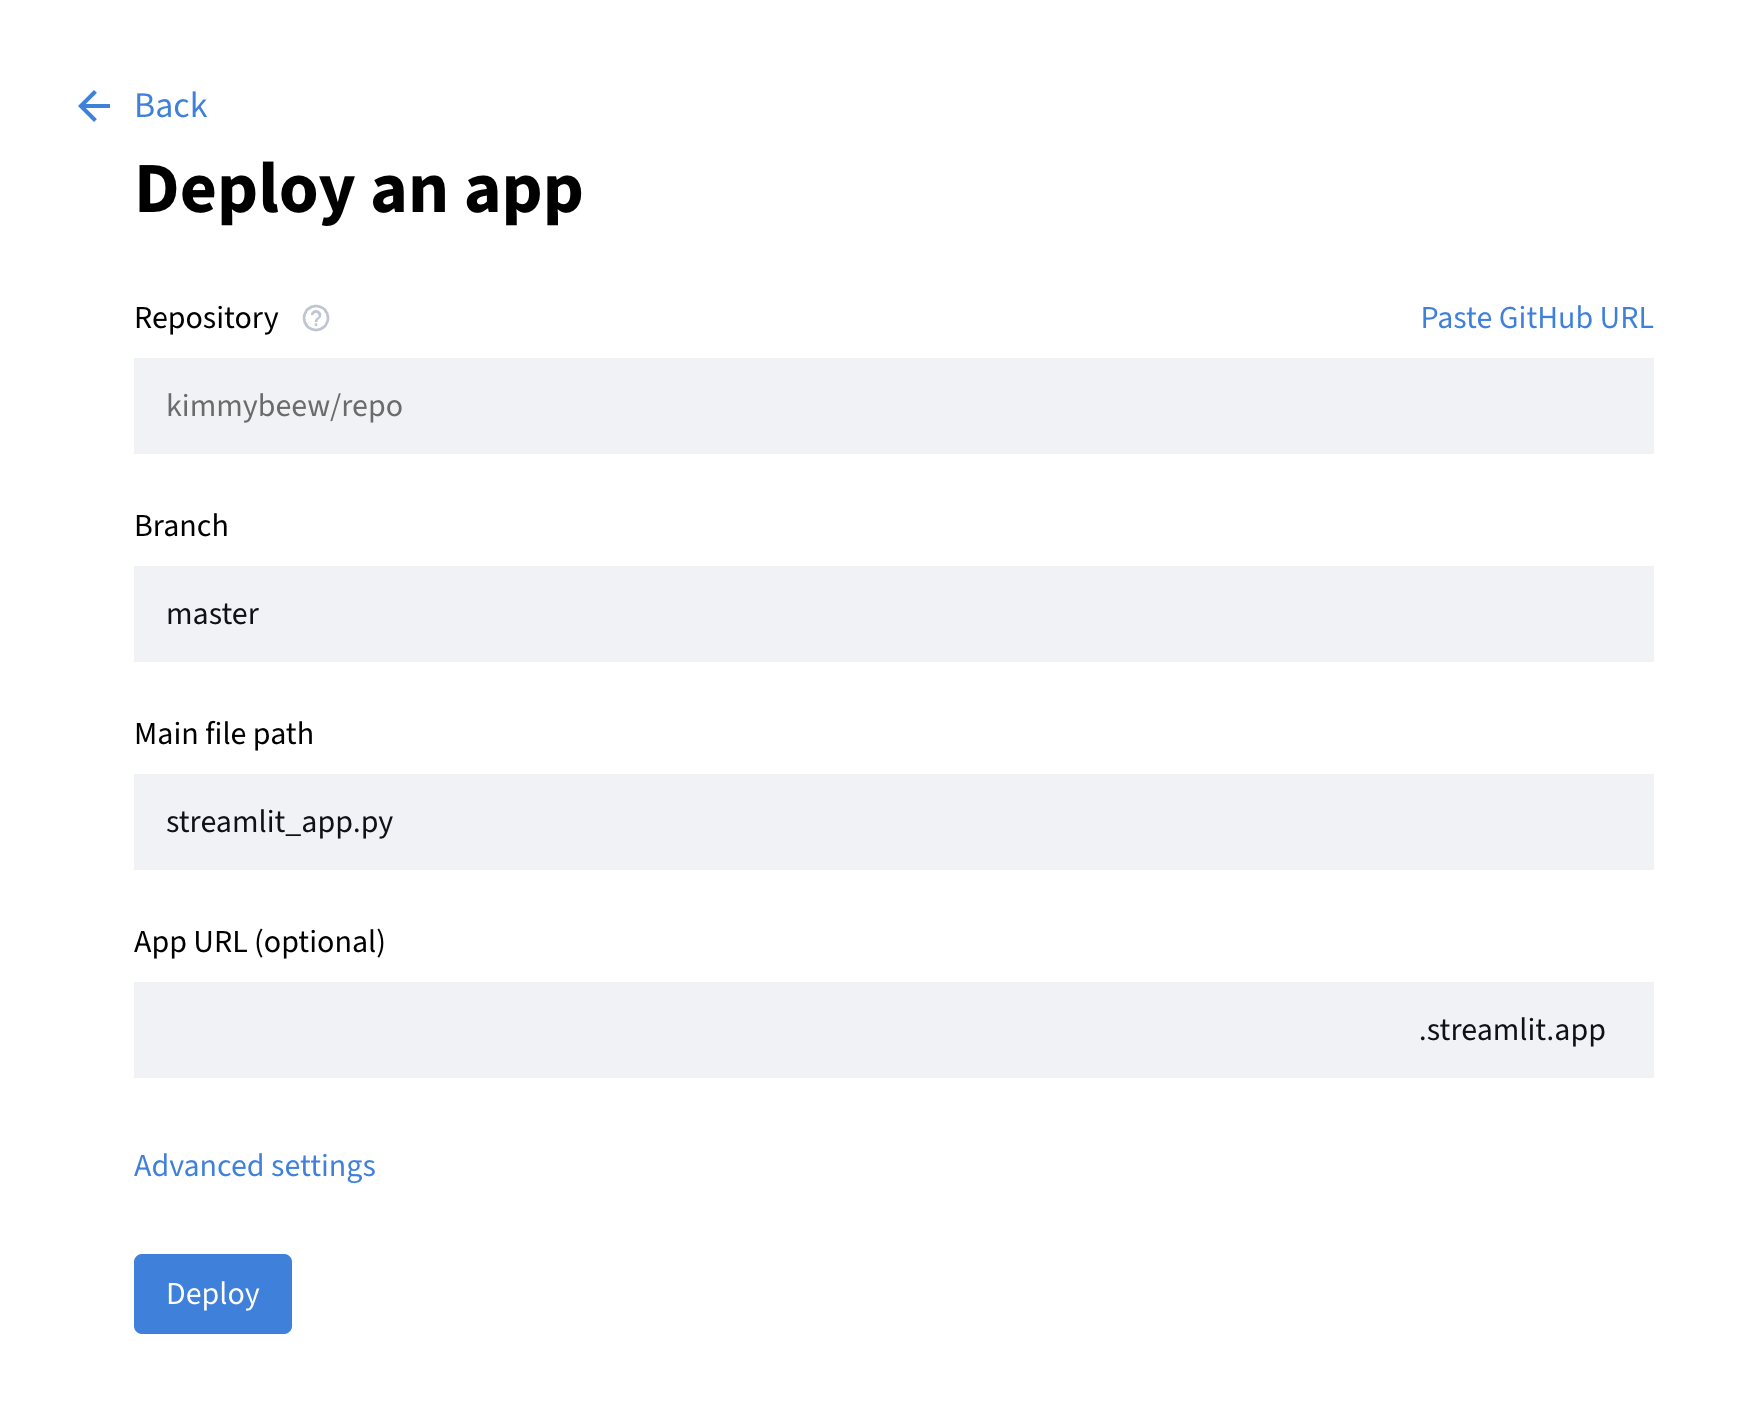 Back
Deploy an app
Repository
Paste GitHub URL
kimmybeew/repo
Branch
master
Main file path
streamlit_app.py
App URL (optional)
.streamlit.app
Advanced settings
Deploy